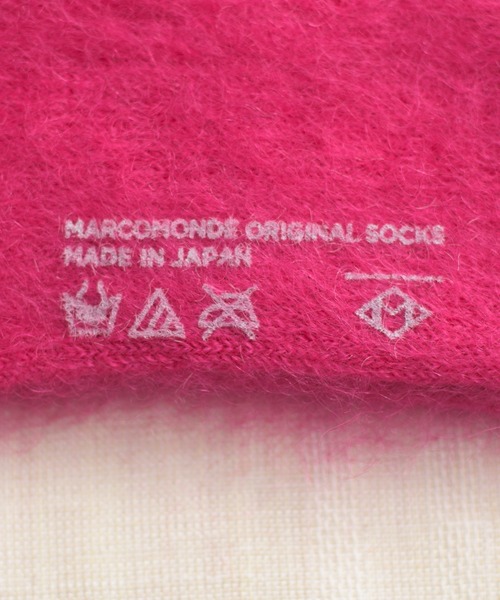 MARCOMONDE ORIGINAL SOCKS
MADE IN JAPAN
M